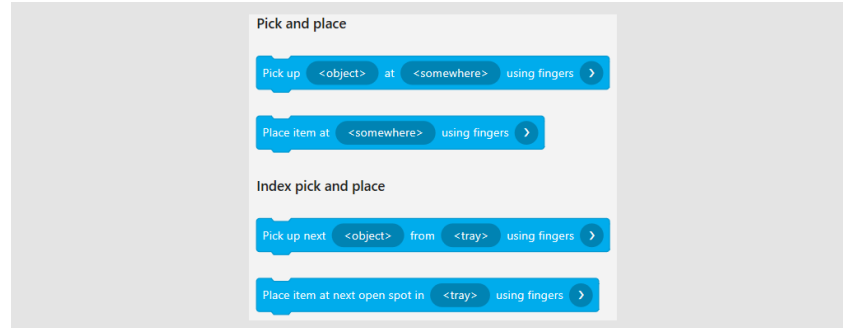 Pick and place
Pick up <object> at <somewhere> using fingers
Place item at <somewhere> using fingers
Index pick and place
Pick up next <object> from <tray> using fingers
Place item at next open spot in <tray> using fingers